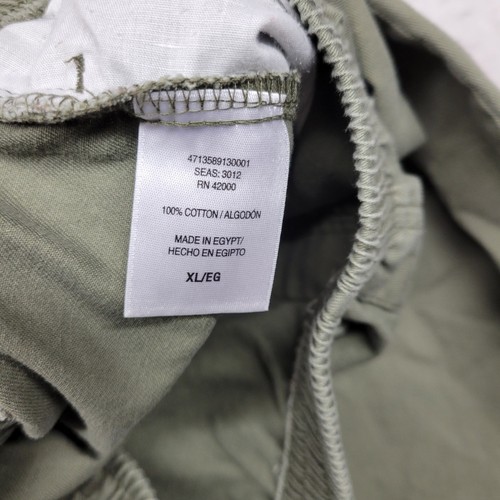 4713589130001
SEAS: 3012
RN 42000
100% COTTON / ALGODÓN
MADE IN EGYPT/
HECHO EN EGIPTO
XL/EG